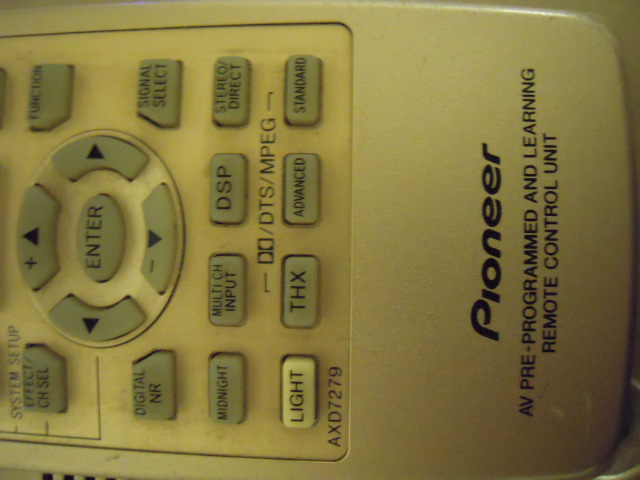 FUNCTION
SIGNAL
SELECT
STEREO/
DIRECT
STANDARD
+
ENTER
−
DSP
ADVANCED
DTS/MPEG
MULTI CH
INPUT
THX
SYSTEM SETUP
EFFECT/
CH SEL
DIGITAL
NR
MIDNIGHT
LIGHT
AXD7279
Pioneer
AV PRE-PROGRAMMED AND LEARNING
REMOTE CONTROL UNIT